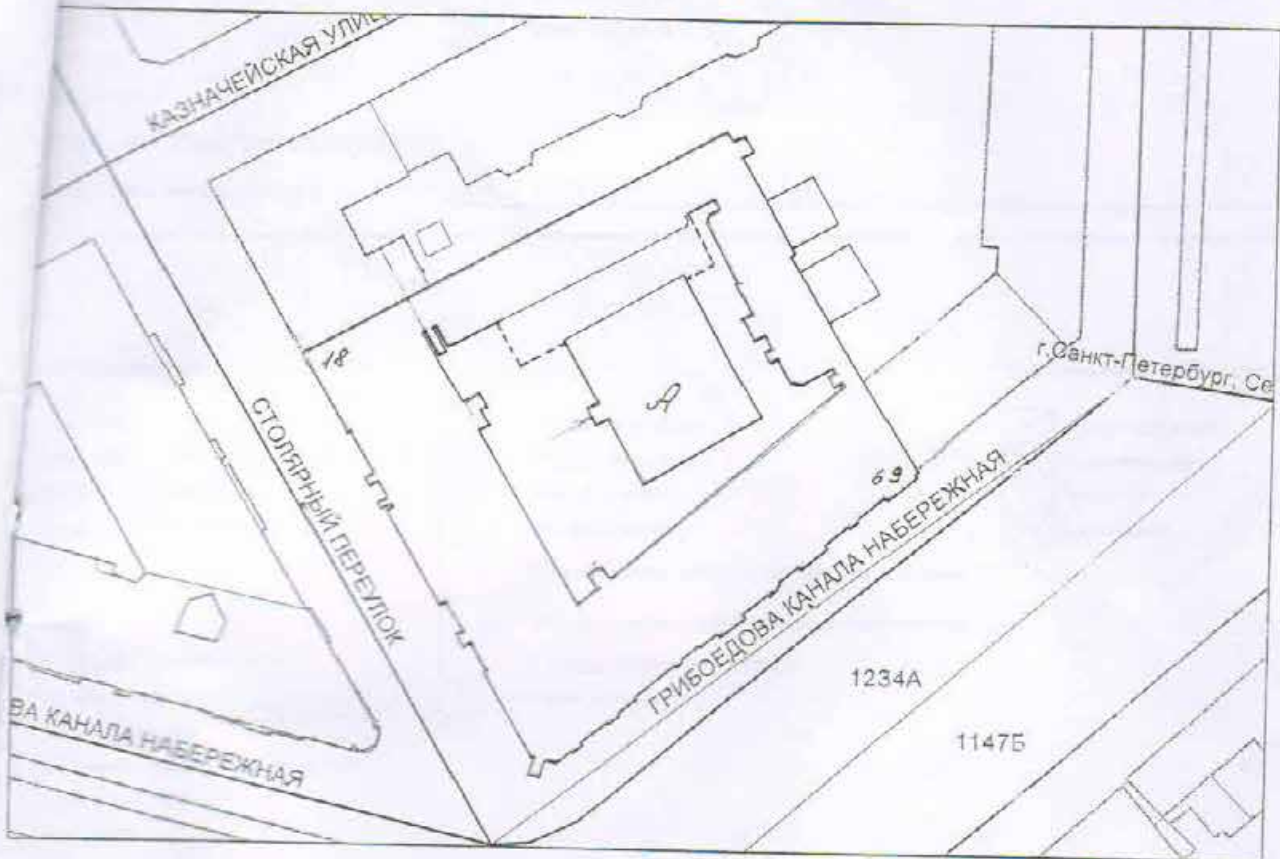 КАЗНАЧЕЙСКАЯ УЛИЦ
18
г.Санкт-Петербург, Се
СТОЛЯРНЫЙ ПЕРЕУЛОК
А
69
ГРИБОЕДОВА КАНАЛА НАБЕРЕЖНАЯ
1234А
1147Б
ВА КАНАЛА НАБЕРЕЖНАЯ